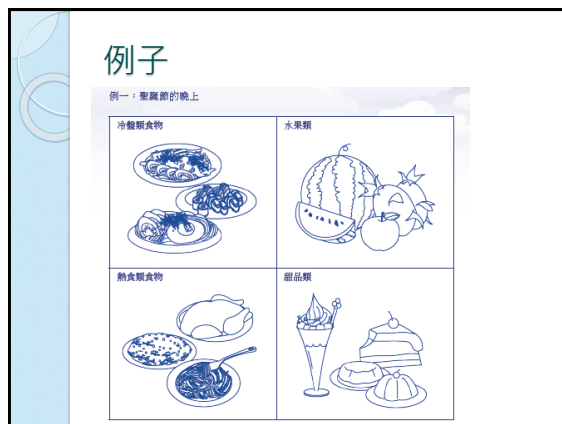 例子
例一：聖誕節的晚上
冷盤類食物
水果類
熱食類食物
甜品類